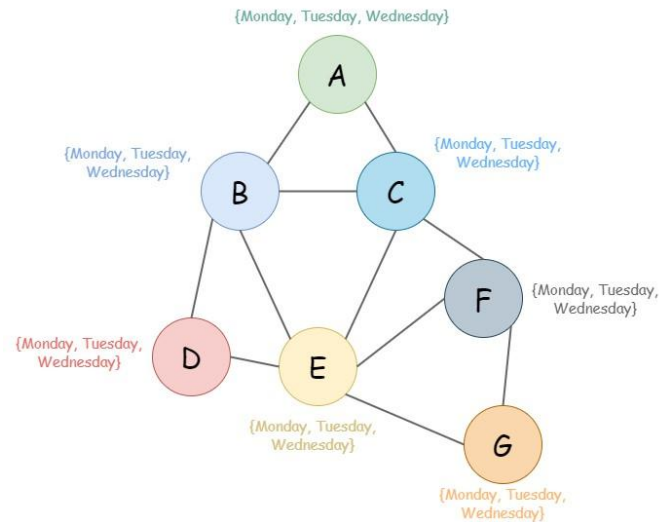 {Monday, Tuesday, Wednesday}
A
{Monday, Tuesday,
Wednesday}
B
C
{Monday, Tuesday,
Wednesday}
F
{Monday, Tuesday,
Wednesday}
{Monday, Tuesday,
Wednesday}
D
E
{Monday, Tuesday,
Wednesday}
G
{Monday, Tuesday,
Wednesday}